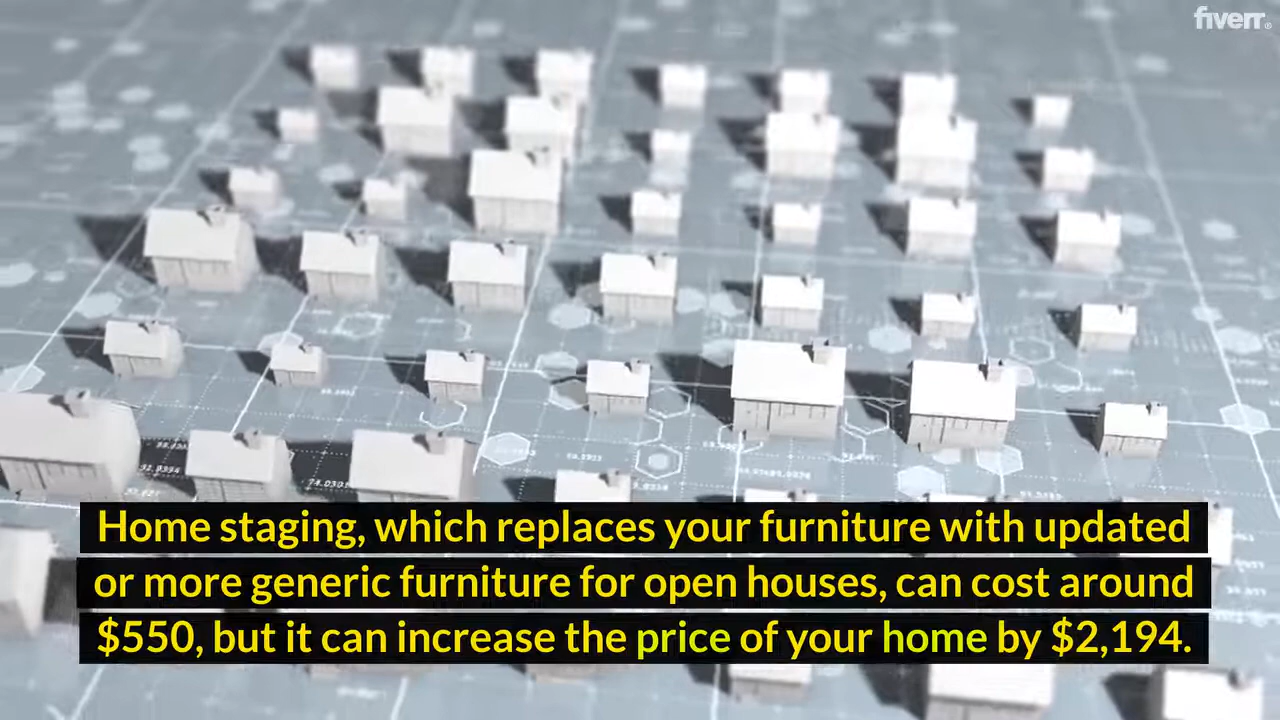 fiverr®
Home staging, which replaces your furniture with updated
or more generic furniture for open houses, can cost around
$550, but it can increase the price of your home by $2,194.